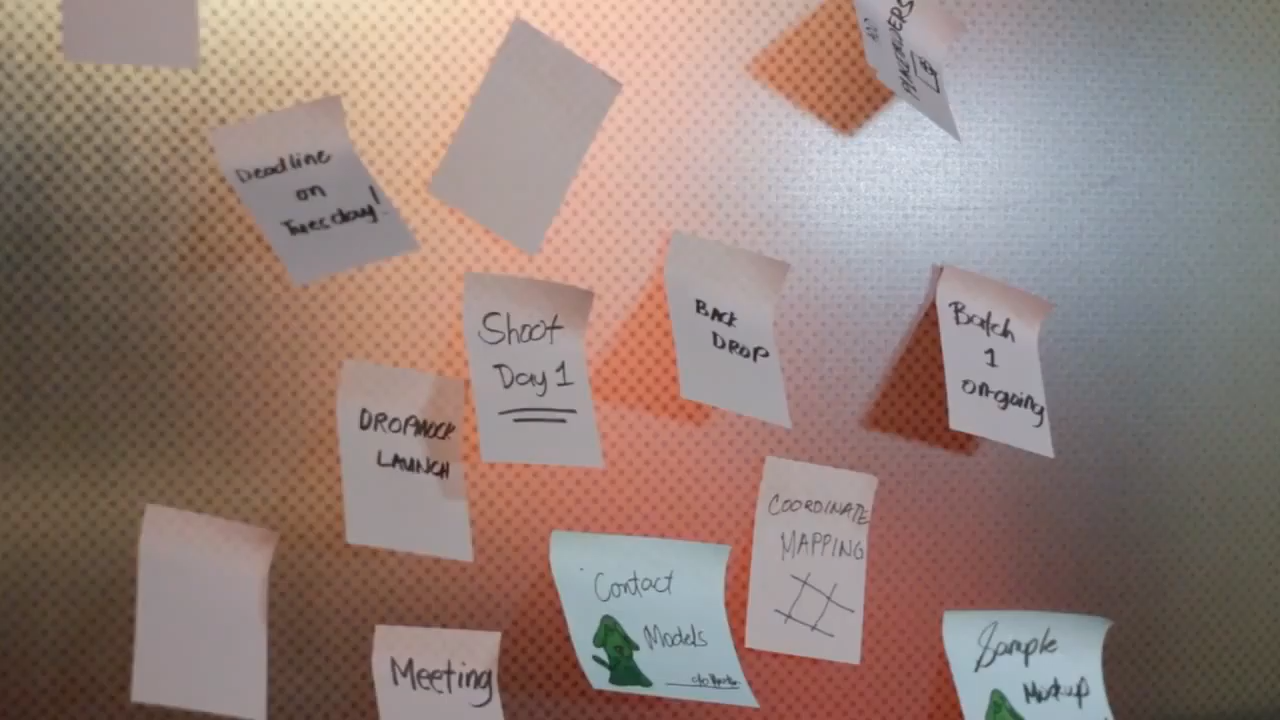 Deadline
on
Tuesday!
Shoot
Day 1
BACK
DROP
Batch
1
on-going
DROPMOCK
LAUNCH
COORDINATE
MAPPING
Contact
Models
Meeting
Sample
Mockup